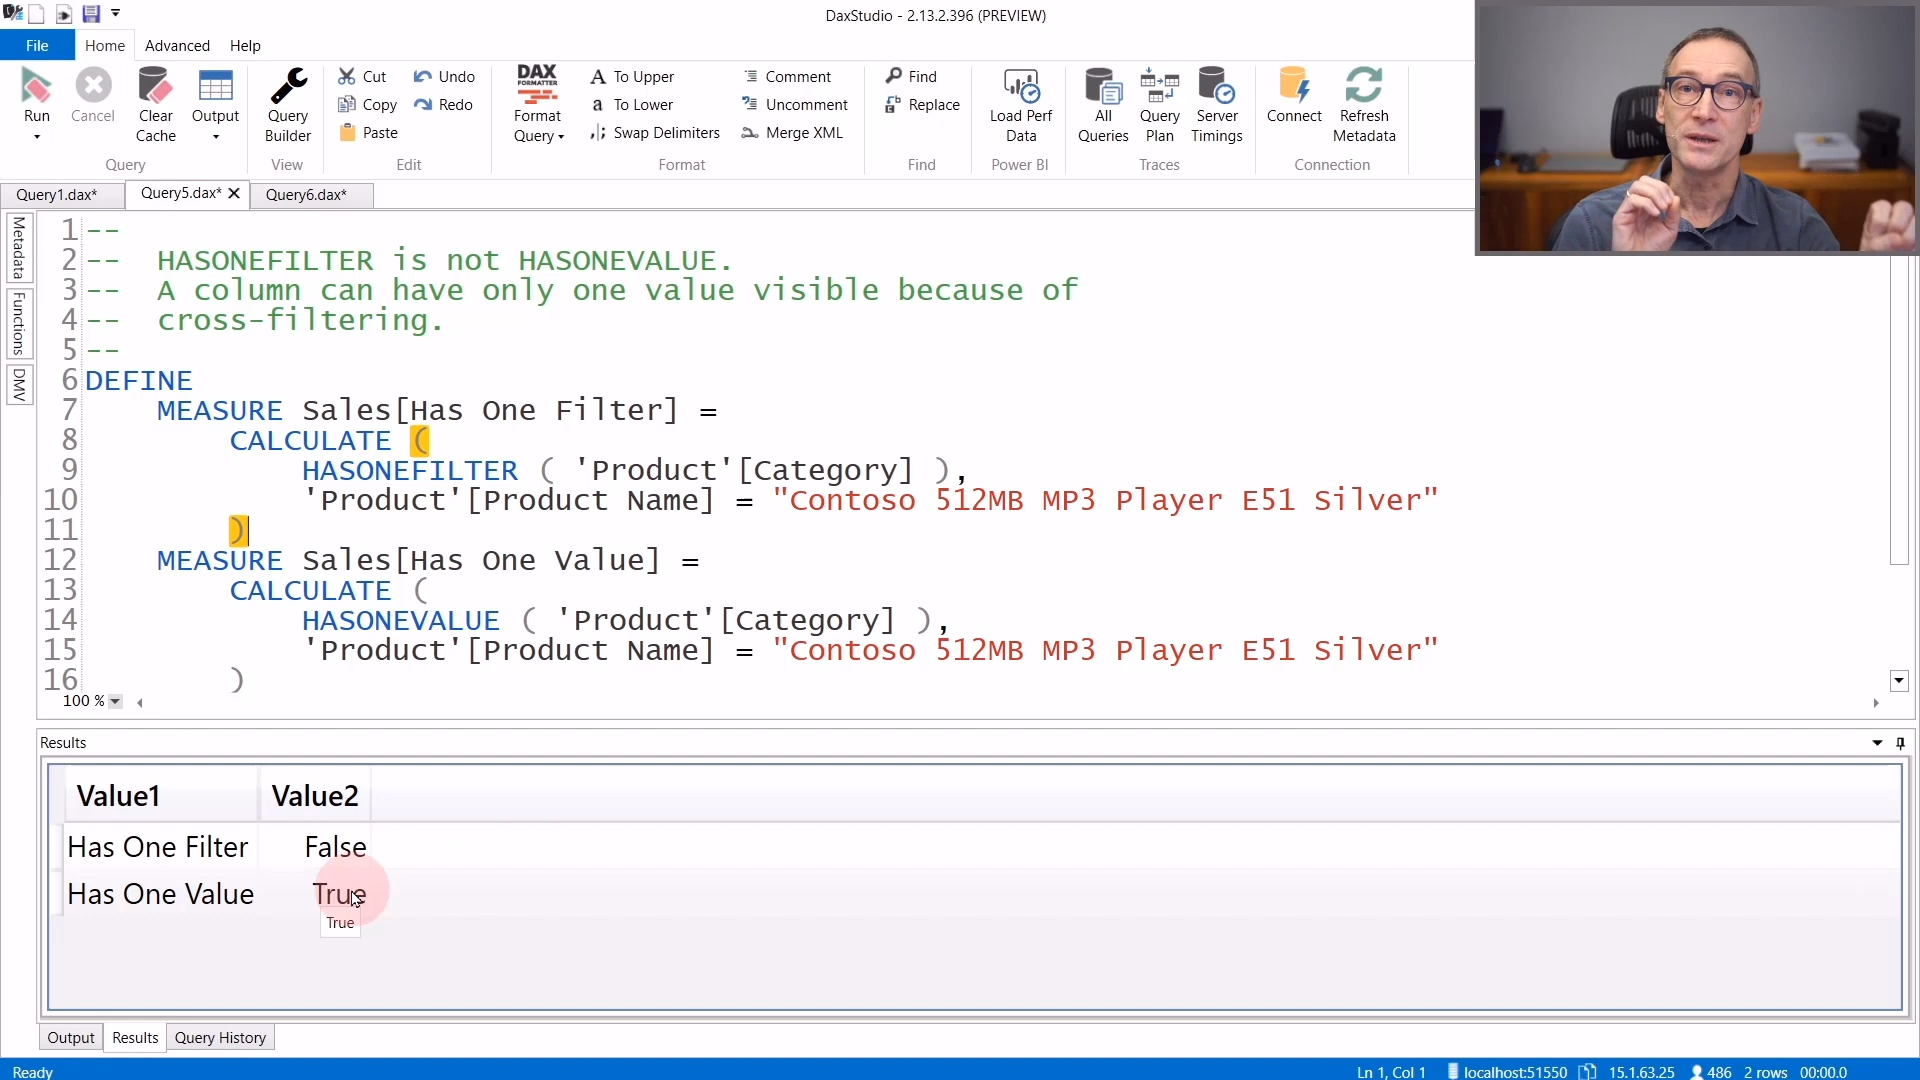 DaxStudio - 2.13.2.396 (PREVIEW)
File Home Advanced Help
Run
Cancel
Clear Cache
Output
Query
Query Builder
View
Cut
Copy
Paste
Undo
Redo
Edit
DAX
FORMATTER
Format Query
A To Upper
a To Lower
Swap Delimiters
Comment
Uncomment
Merge XML
Format
Find
Replace
Find
Load Perf Data
Power BI
All Queries
Query Plan
Server Timings
Traces
Connect
Refresh Metadata
Connection
Query1.dax* Query5.dax* Query6.dax*
Metadata
Functions
DMV
1 --
2 -- HASONEFILTER is not HASONEVALUE.
3 -- A column can have only one value visible because of
4 -- cross-filtering.
5 --
6 DEFINE
7 MEASURE Sales[Has One Filter] =
8 CALCULATE (
9 HASONEFILTER ( 'Product'[Category] ),
10 'Product'[Product Name] = "Contoso 512MB MP3 Player E51 Silver"
11 )
12 MEASURE Sales[Has One Value] =
13 CALCULATE (
14 HASONEVALUE ( 'Product'[Category] ),
15 'Product'[Product Name] = "Contoso 512MB MP3 Player E51 Silver"
16 )
100 %
Results
Value1 Value2
Has One Filter False
Has One Value True
True
Output Results Query History
Ready Ln 1, Col 1 localhost:51550 15.1.63.25 486 2 rows 00:00.0